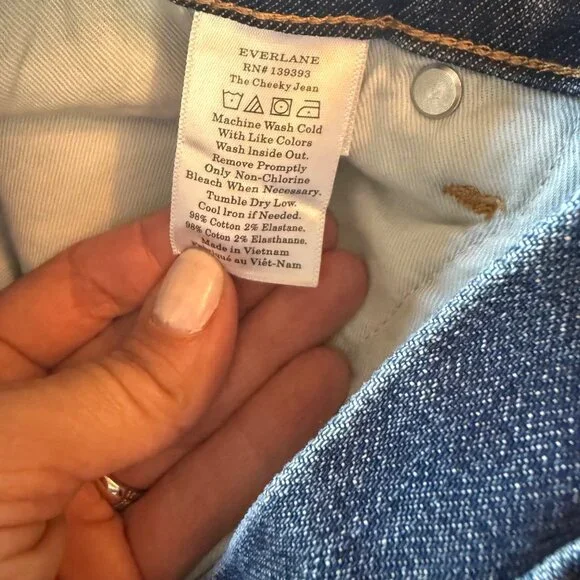 EVERLANE
RN# 139393
The Cheeky Jean
Machine Wash Cold
With Like Colors
Wash Inside Out.
Remove Promptly
Only Non-Chlorine
Bleach When Necessary.
Tumble Dry Low.
Cool Iron if Needed.
98% Cotton 2% Elastane.
98% Coton 2% Elasthanne.
Made in Vietnam
au Viêt-Nam